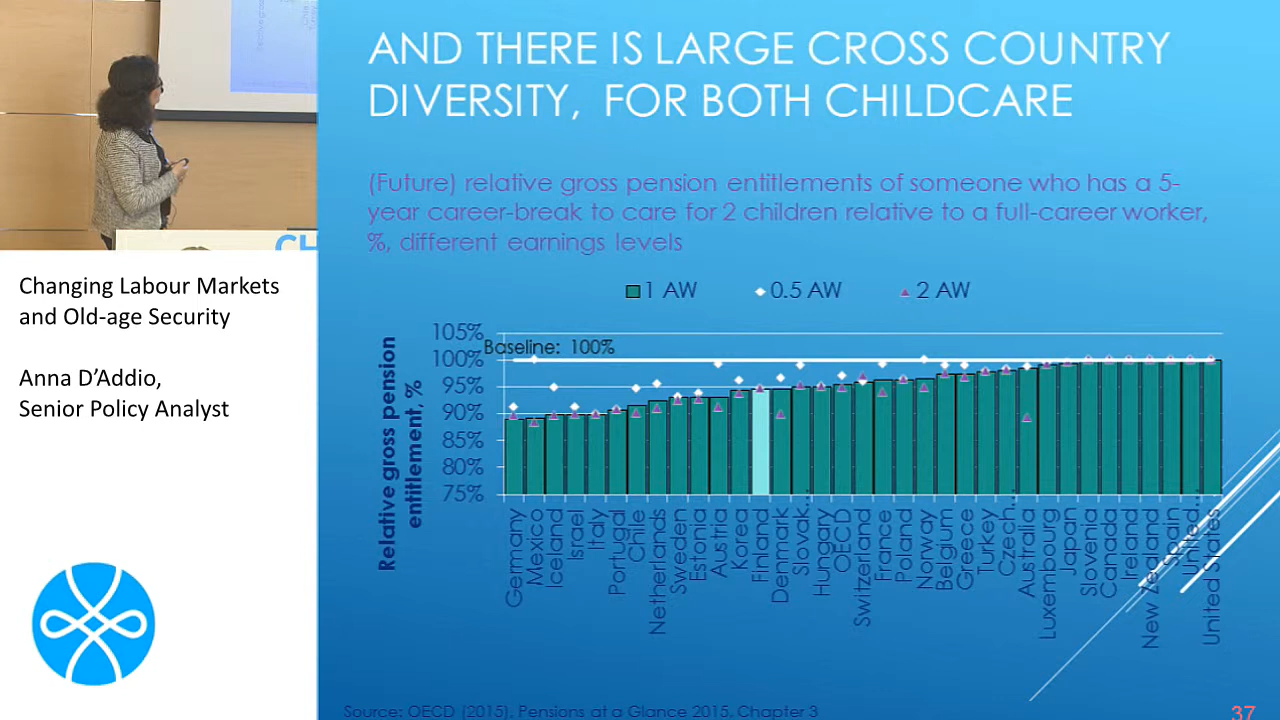 AND THERE IS LARGE CROSS COUNTRY
DIVERSITY, FOR BOTH CHILDCARE
(Future) relative gross pension entitlements of someone who has a 5-
year career-break to care for 2 children relative to a full-career worker,
%, different earnings levels
1 AW
0.5 AW
2 AW
Relative gross pension
entitlement, %
105%
100%
95%
90%
85%
80%
75%
Baseline: 100%
Germany
Mexico
Iceland
Israel
Italy
Portugal
Chile
Netherlands
Sweden
Estonia
Austria
Korea
Finland
Denmark
Slovak…
Hungary
OECD
Switzerland
France
Poland
Norway
Belgium
Greece
Turkey
Czech…
Australia
Luxembourg
Japan
Slovenia
Canada
Ireland
New Zealand
Spain
United…
United States
Source: OECD (2015), Pensions at a Glance 2015, Chapter 3
37
CH
Changing Labour Markets
and Old-age Security
Anna D’Addio,
Senior Policy Analyst